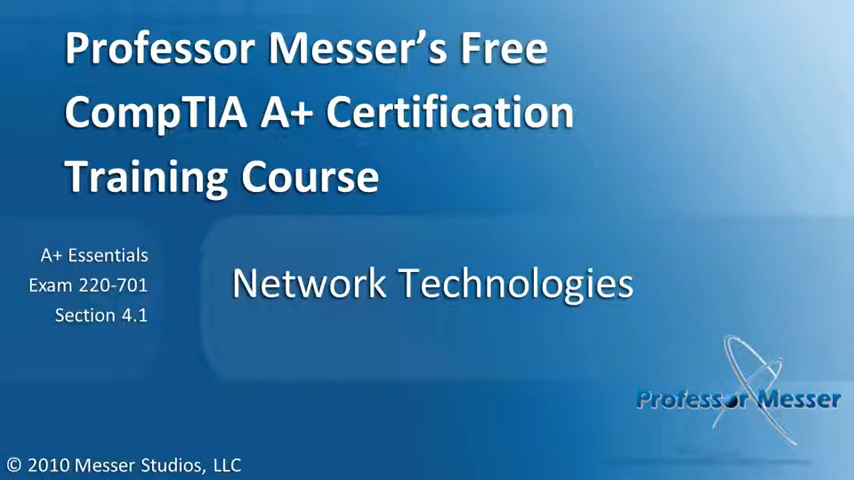 Professor Messer's Free
CompTIA A+ Certification
Training Course
A+ Essentials
Exam 220-701
Section 4.1
Network Technologies
Professor Messer
© 2010 Messer Studios, LLC